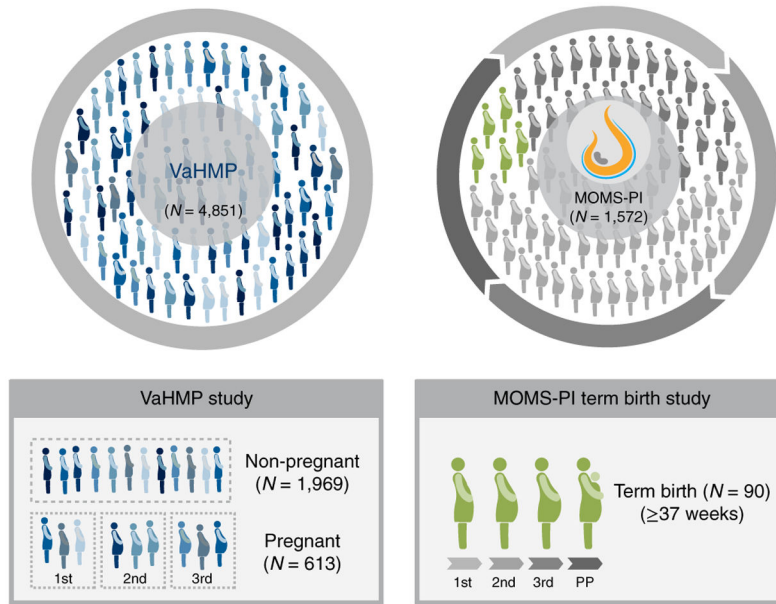 VaHMP
(N = 4,851)
MOMS-PI
(N = 1,572)
VaHMP study
Non-pregnant
(N = 1,969)
Pregnant
(N = 613)
1st
2nd
3rd
MOMS-PI term birth study
Term birth (N = 90)
(≥37 weeks)
1st
2nd
3rd
PP